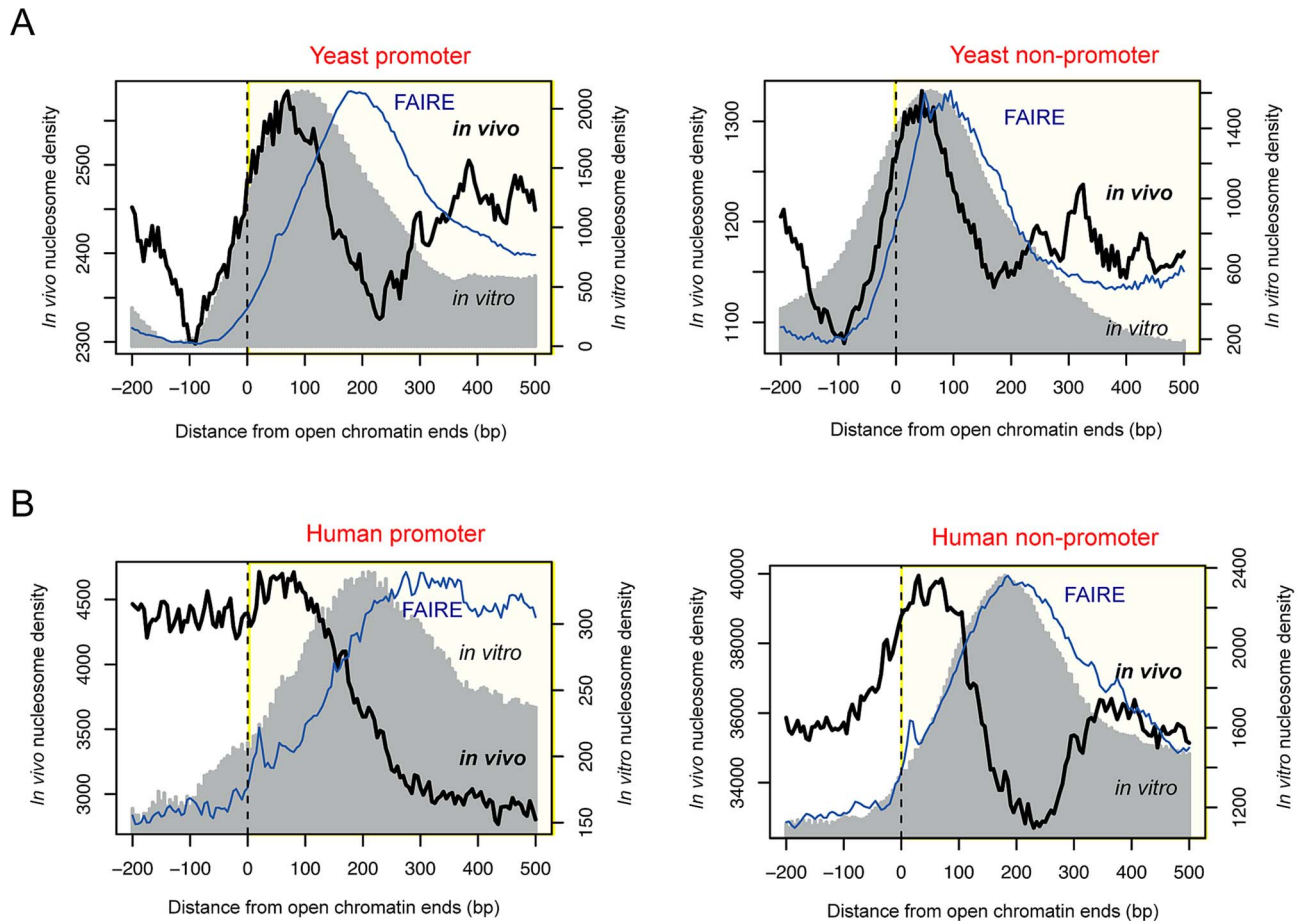 A
Yeast promoter
Yeast non-promoter
In vivo nucleosome density
2300
2400
2500
FAIRE
in vivo
in vitro
0
500
1000
1500
2000
In vitro nucleosome density
−200 −100 0 100 200 300 400 500
Distance from open chromatin ends (bp)
In vivo nucleosome density
1100
1200
1300
FAIRE
in vivo
in vitro
200
600
1000
1400
In vitro nucleosome density
−200 −100 0 100 200 300 400 500
Distance from open chromatin ends (bp)
B
Human promoter
Human non-promoter
In vivo nucleosome density
3000
3500
4000
4500
FAIRE
in vitro
in vivo
150
200
250
300
In vitro nucleosome density
−200 −100 0 100 200 300 400 500
Distance from open chromatin ends (bp)
In vivo nucleosome density
34000
36000
38000
40000
FAIRE
in vivo
in vitro
1200
1600
2000
2400
In vitro nucleosome density
−200 −100 0 100 200 300 400 500
Distance from open chromatin ends (bp)